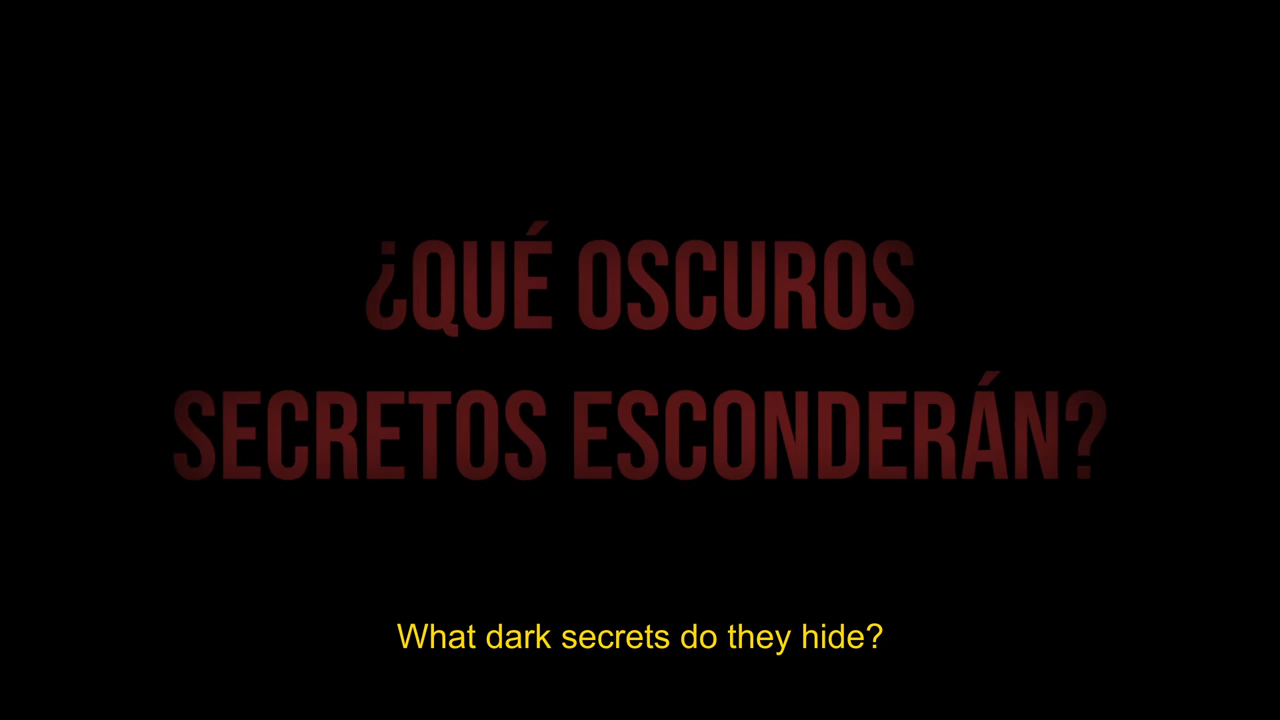 ¿QUÉ OSCUROS
SECRETOS ESCONDERÁN?
What dark secrets do they hide?